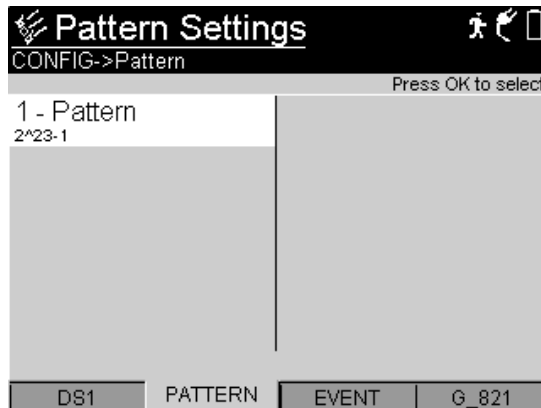 Pattern Settings
CONFIG->Pattern
Press OK to select
1 - Pattern
2^23-1
DS1
PATTERN
EVENT
G_821